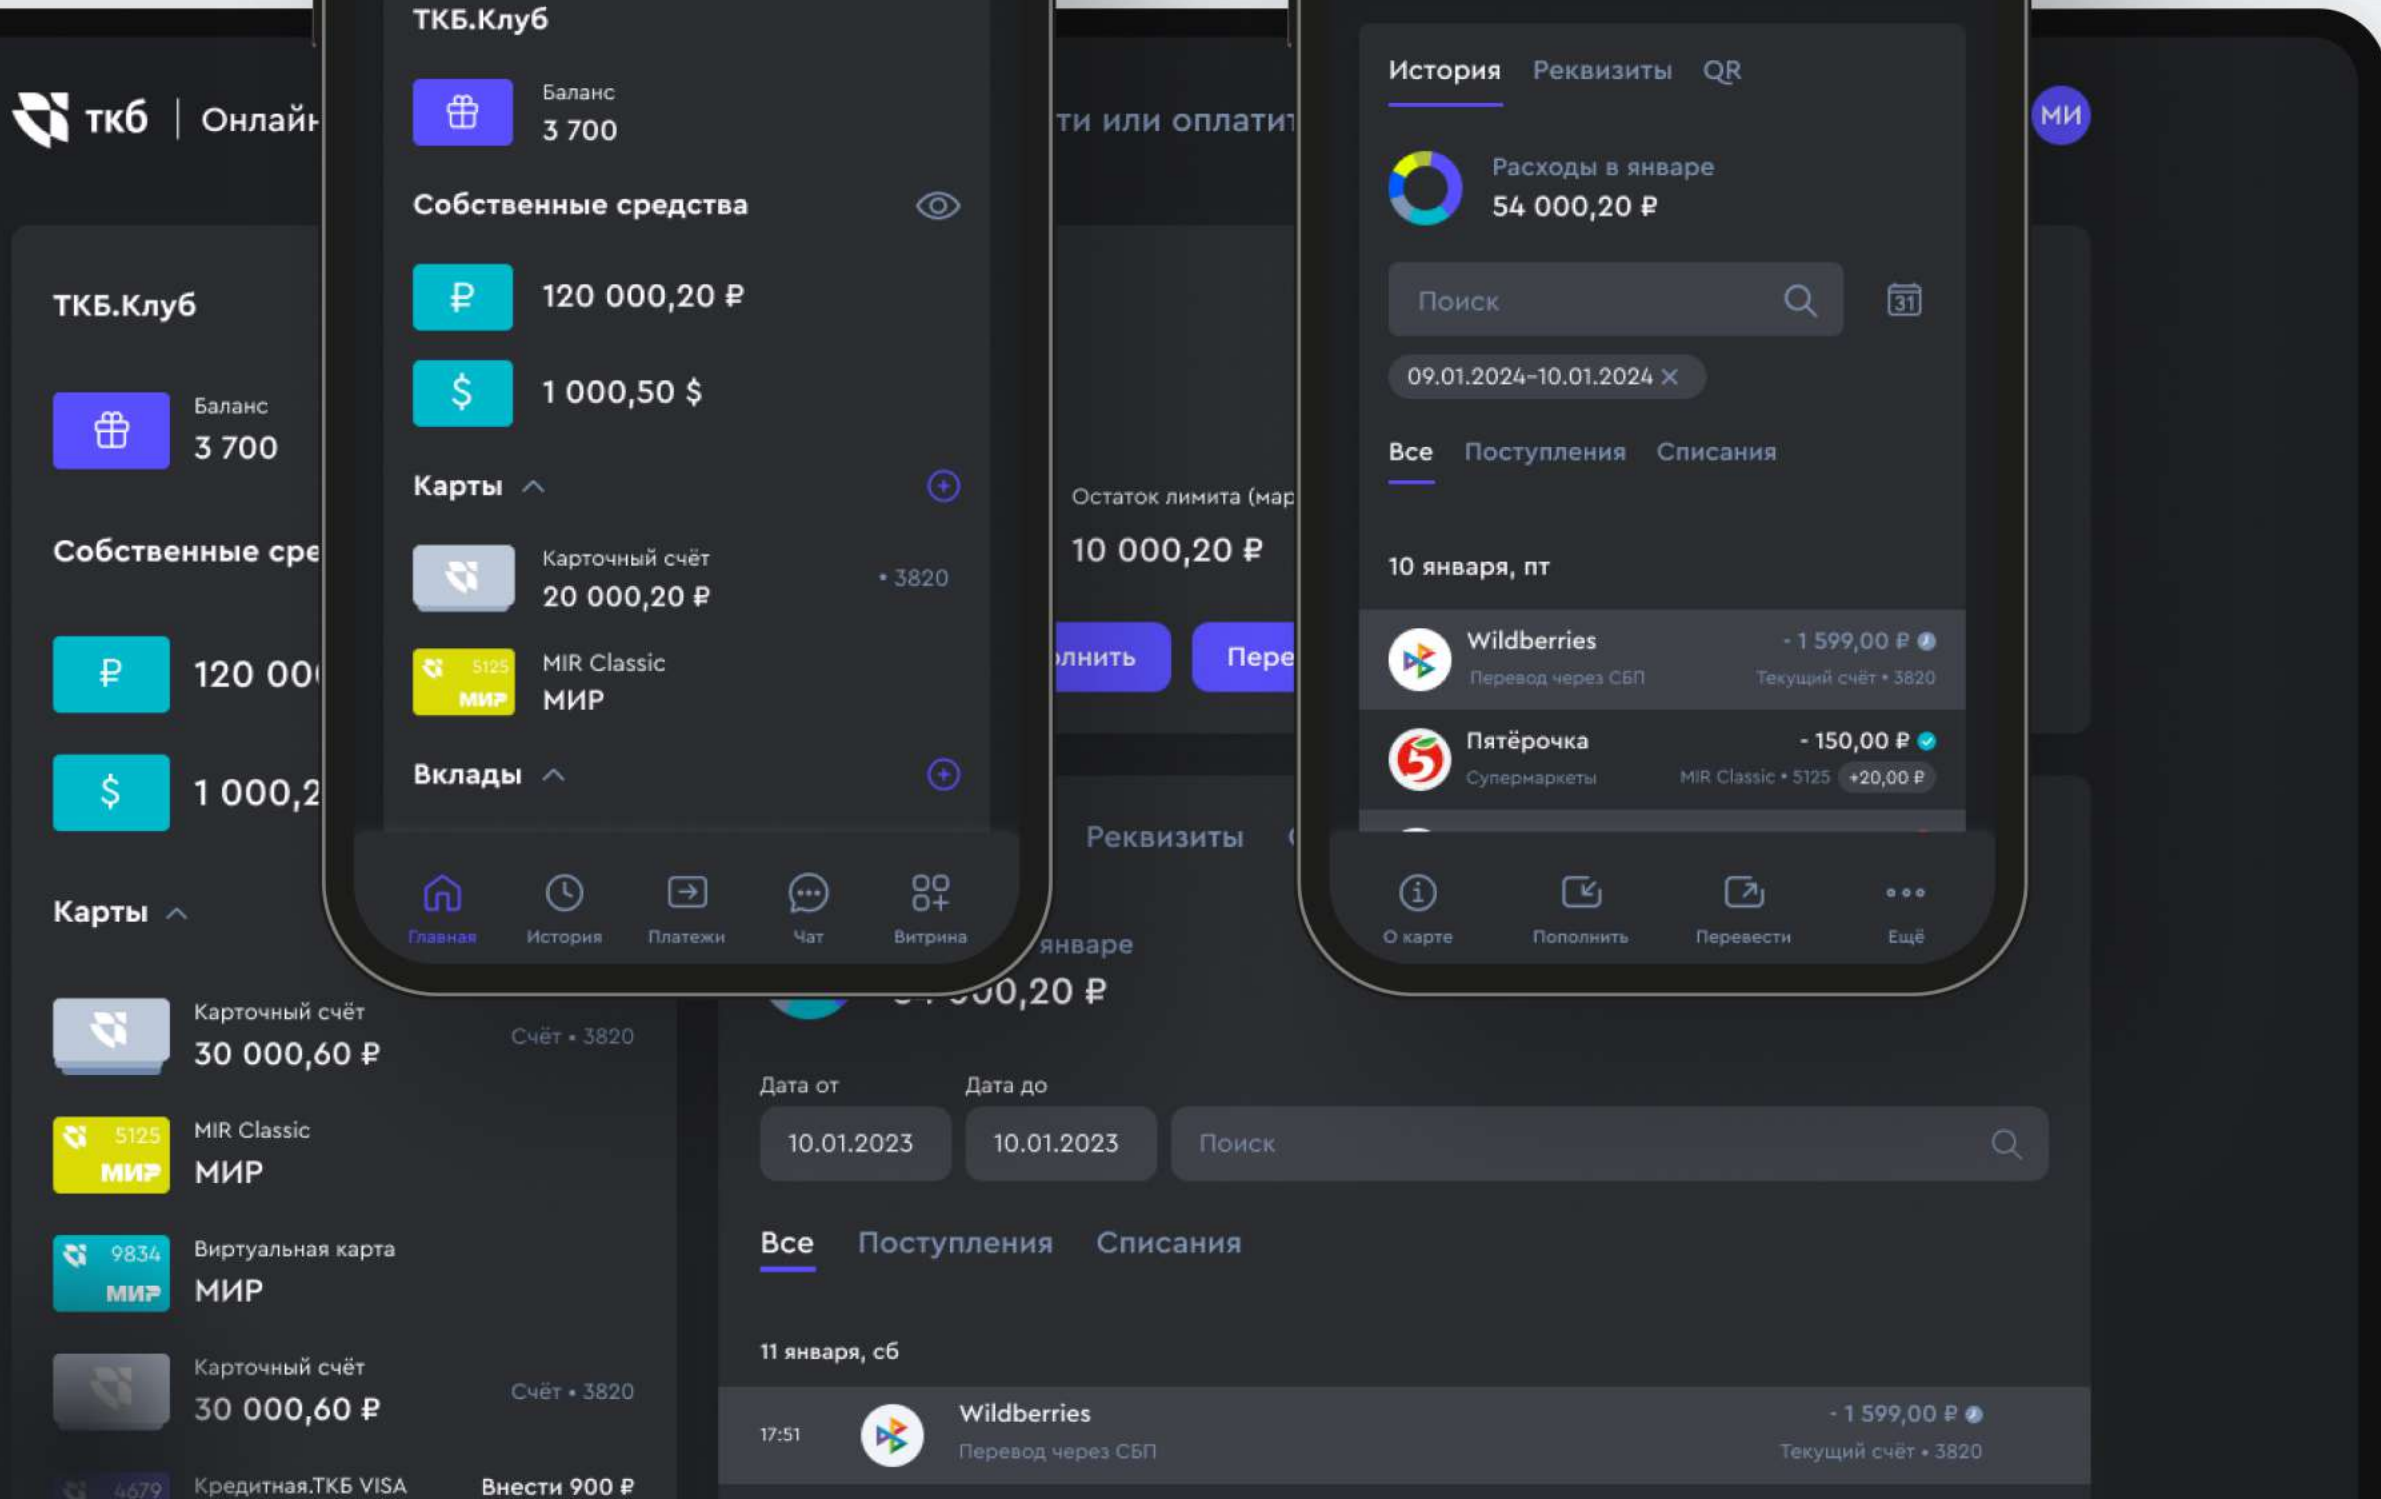 ткб | Онлайн
ти или оплатит
МИ
ТКБ.Клуб
Баланс
3 700
Собственные сре
₽
120 00
$
1 000,2
Карты
Карточный счёт
30 000,60 ₽
Счёт • 3820
5125
МИР
MIR Classic
МИР
9834
МИР
Виртуальная карта
МИР
Карточный счёт
30 000,60 ₽
Счёт • 3820
4679
Кредитная.ТКБ VISA
Внести 900 ₽
ТКБ.Клуб
Баланс
3 700
Собственные средства
₽
120 000,20 ₽
$
1 000,50 $
Карты
Карточный счёт
20 000,20 ₽
• 3820
5125
МИР
MIR Classic
МИР
Вклады
Главная
История
Платежи
Чат
Витрина
Остаток лимита (мар
10 000,20 ₽
олнить
Пере
Реквизиты
январе
00,20 ₽
Дата от
Дата до
10.01.2023
10.01.2023
Поиск
Все
Поступления
Списания
11 января, сб
17:51
Wildberries
Перевод через СБП
- 1 599,00 ₽
Текущий счёт • 3820
История
Реквизиты
QR
Расходы в январе
54 000,20 ₽
Поиск
31
09.01.2024–10.01.2024
Все
Поступления
Списания
10 января, пт
Wildberries
Перевод через СБП
- 1 599,00 ₽
Текущий счёт • 3820
5
Пятёрочка
Супермаркеты
- 150,00 ₽
MIR Classic • 5125
+20,00 ₽
О карте
Пополнить
Перевести
Ещё